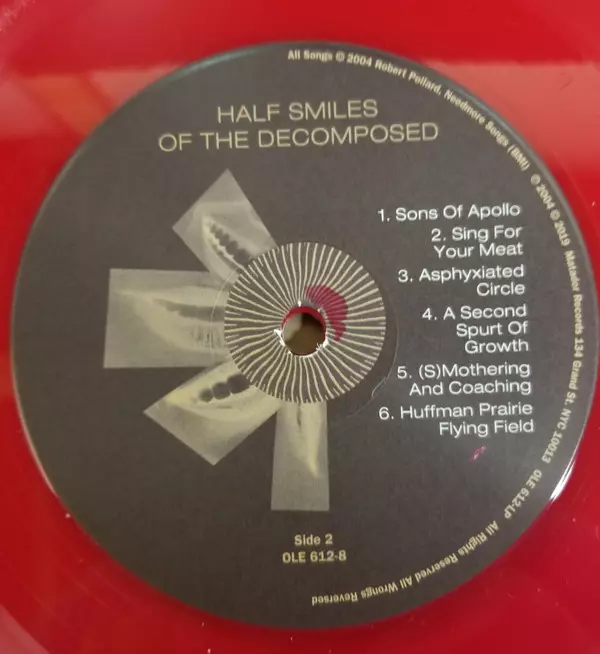 HALF SMILES
OF THE DECOMPOSED
1. Sons Of Apollo
2. Sing For
Your Meat
3. Asphyxiated
Circle
4. A Second
Spurt Of
Growth
5. (S)Mothering
And Coaching
6. Huffman Prairie
Flying Field
Side 2
OLE 612-8
All Songs © 2004 Robert Pollard, Needmore Songs (BMI) ℗ 2004 © 2019 Matador Records 134 Grand St. NYC 10013 OLE 612-LP All Rights Reserved All Wrongs Reversed